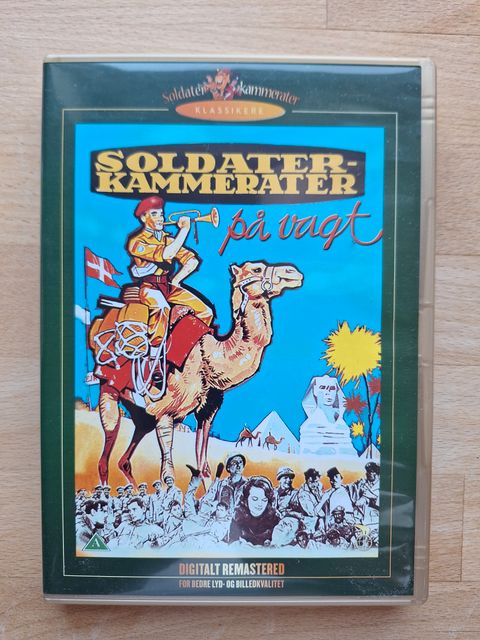 Soldater kammerater
KLASSIKERE
SOLDATER-
KAMMERATER
på vagt
A
DIGITALT REMASTERED
FOR BEDRE LYD- OG BILLEDKVALITET